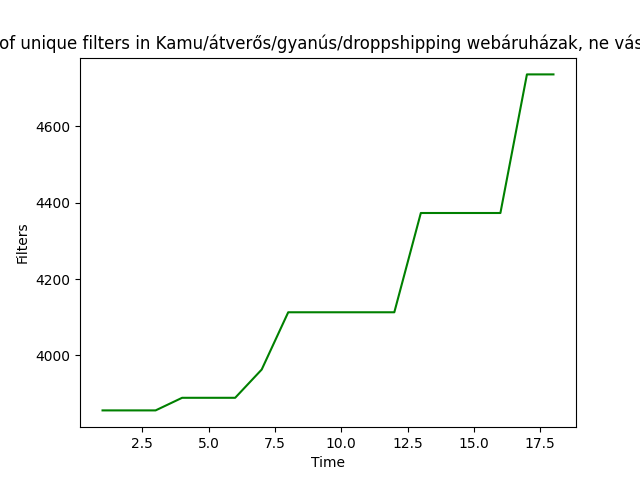 of unique filters in Kamu/átverős/gyanús/droppshipping webáruházak, ne vás
4600
4400
4200
4000
Filters
2.5 5.0 7.5 10.0 12.5 15.0 17.5
Time